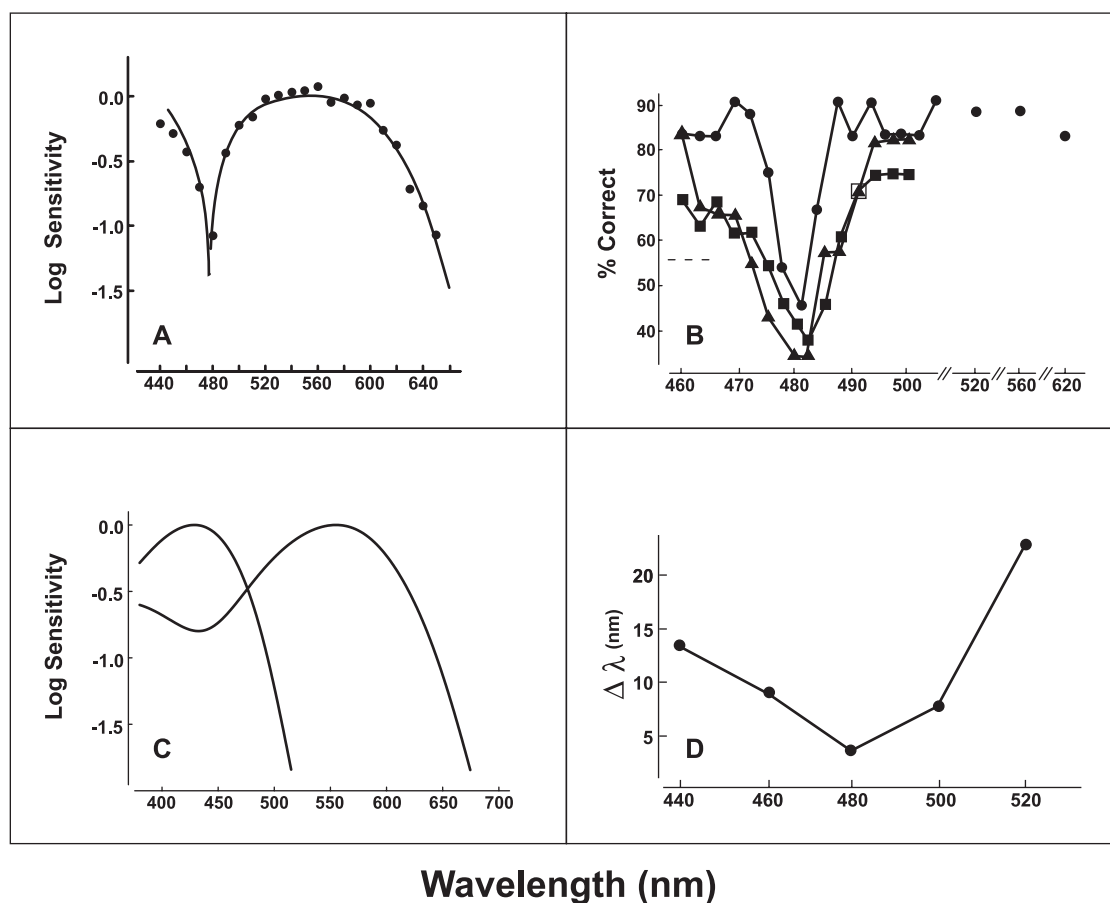 0.0
-0.5
-1.0
-1.5
Log Sensitivity
A
440 480 520 560 600 640
90
80
70
60
50
40
% Correct
B
460 470 480 490 500 520 560 620
0.0
-0.5
-1.0
-1.5
Log Sensitivity
C
400 450 500 550 600 650 700
20
15
10
5
Δ λ (nm)
D
440 460 480 500 520
Wavelength (nm)